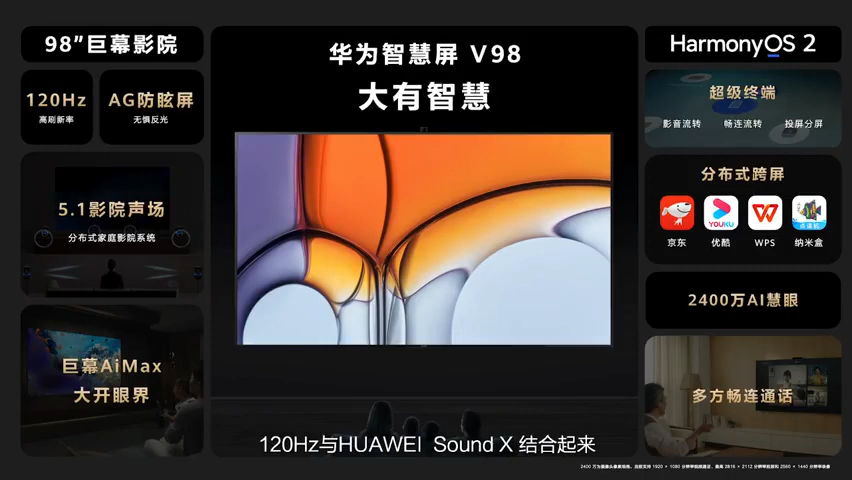 98”巨幕影院
120Hz
高刷新率
AG防眩屏
无惧反光
5.1影院声场
分布式家庭影院系统
巨幕AiMax
大开眼界
华为智慧屏 V98
大有智慧
120Hz与HUAWEI Sound X 结合起来
HarmonyOS 2
超级终端
影音流转 畅连流转 投屏分屏
分布式跨屏
YOUKU
京东 优酷 WPS 纳米盒
2400万AI慧眼
多方畅连通话